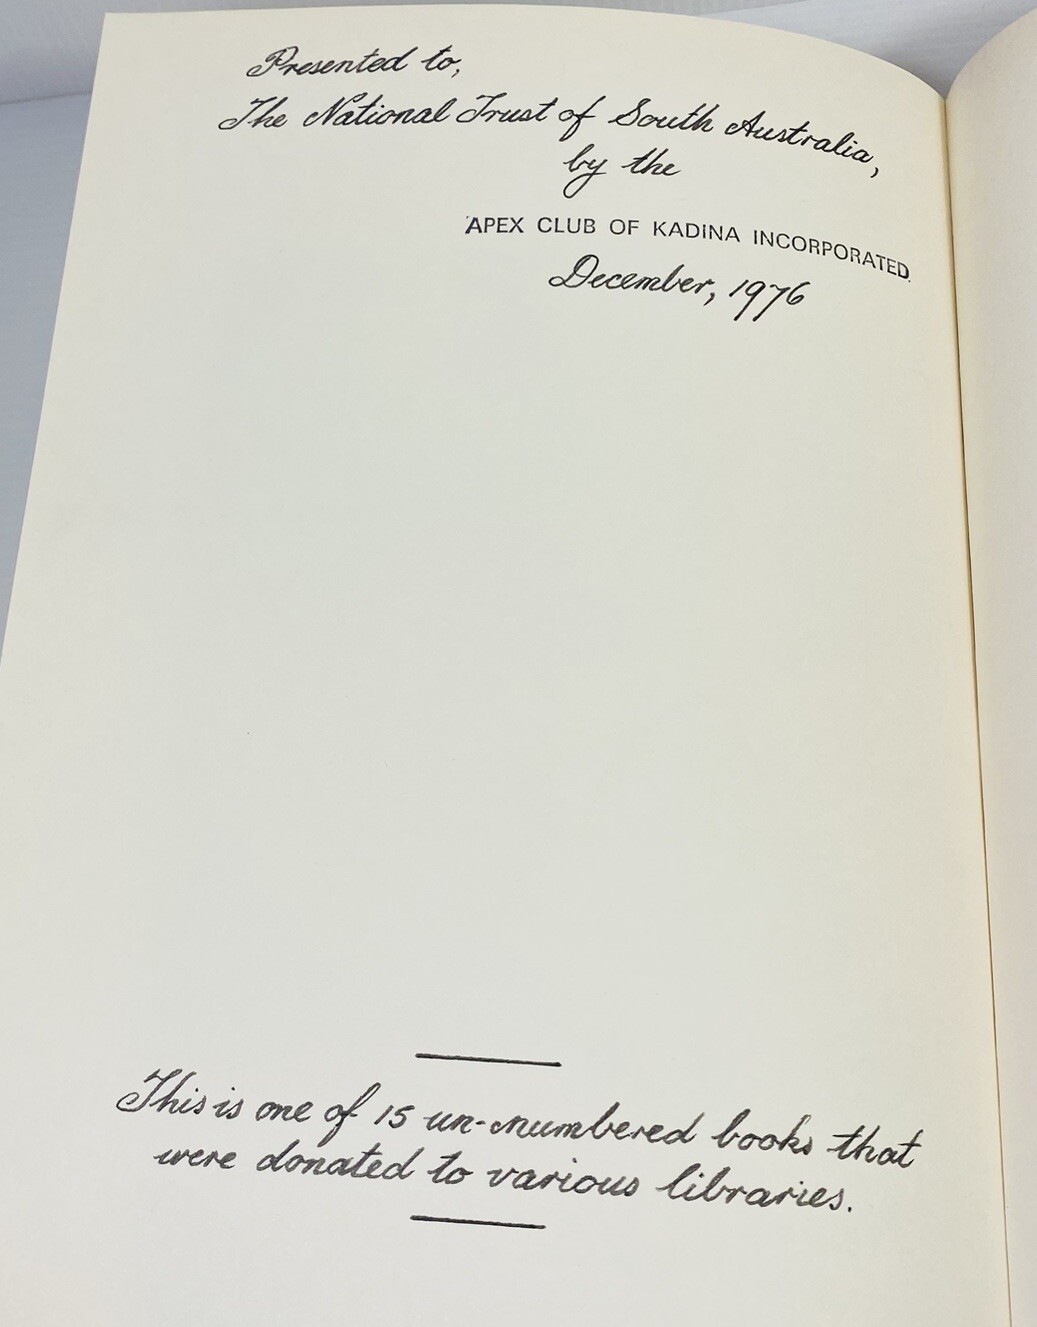 Presented to,
The National Trust of South Australia,
by the
APEX CLUB OF KADINA INCORPORATED.
December, 1976
This is one of 15 un-numbered books that
were donated to various libraries.